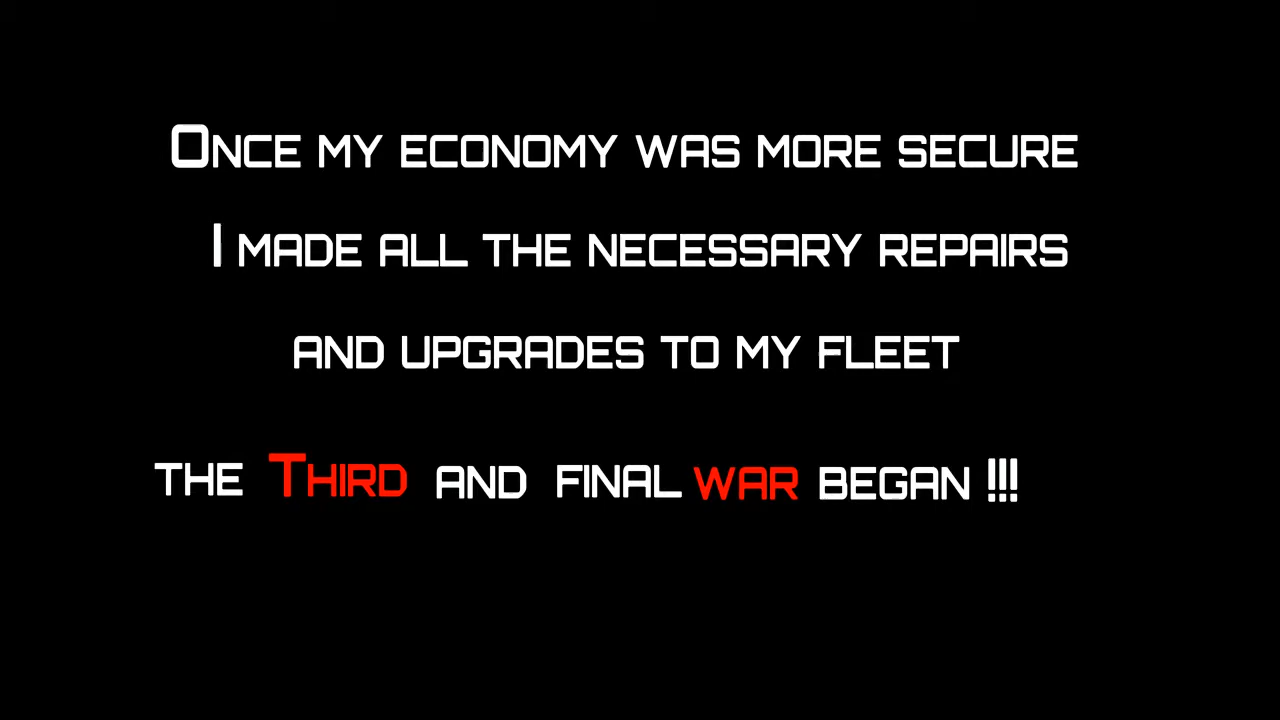 Once my economy was more secure
I made all the necessary repairs
and upgrades to my fleet
the Third and final war began !!!